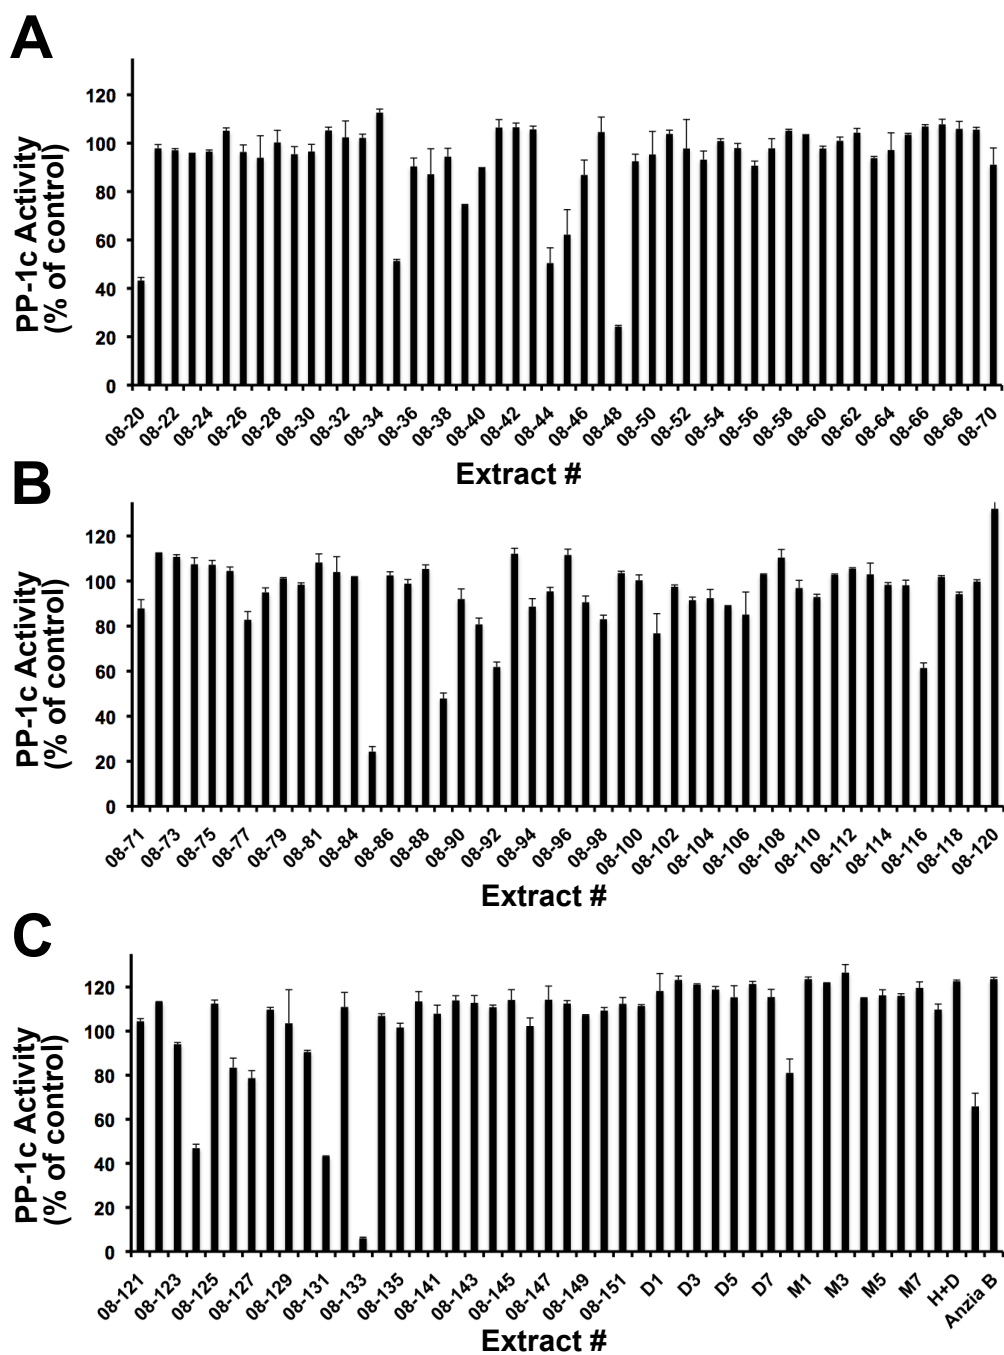 A
PP-1c Activity
(% of control)
120
100
80
60
40
20
0
08-20 08-22 08-24 08-26 08-28 08-30 08-32 08-34 08-36 08-38 08-40 08-42 08-44 08-46 08-48 08-50 08-52 08-54 08-56 08-58 08-60 08-62 08-64 08-66 08-68 08-70
Extract #
B
PP-1c Activity
(% of control)
120
100
80
60
40
20
0
08-71 08-73 08-75 08-77 08-79 08-81 08-84 08-86 08-88 08-90 08-92 08-94 08-96 08-98 08-100 08-102 08-104 08-106 08-108 08-110 08-112 08-114 08-116 08-118 08-120
Extract #
C
PP-1c Activity
(% of control)
120
100
80
60
40
20
0
08-121 08-123 08-125 08-127 08-129 08-131 08-133 08-135 08-141 08-143 08-145 08-147 08-149 08-151 D1 D3 D5 D7 M1 M3 M5 M7 H+D Anzia B
Extract #